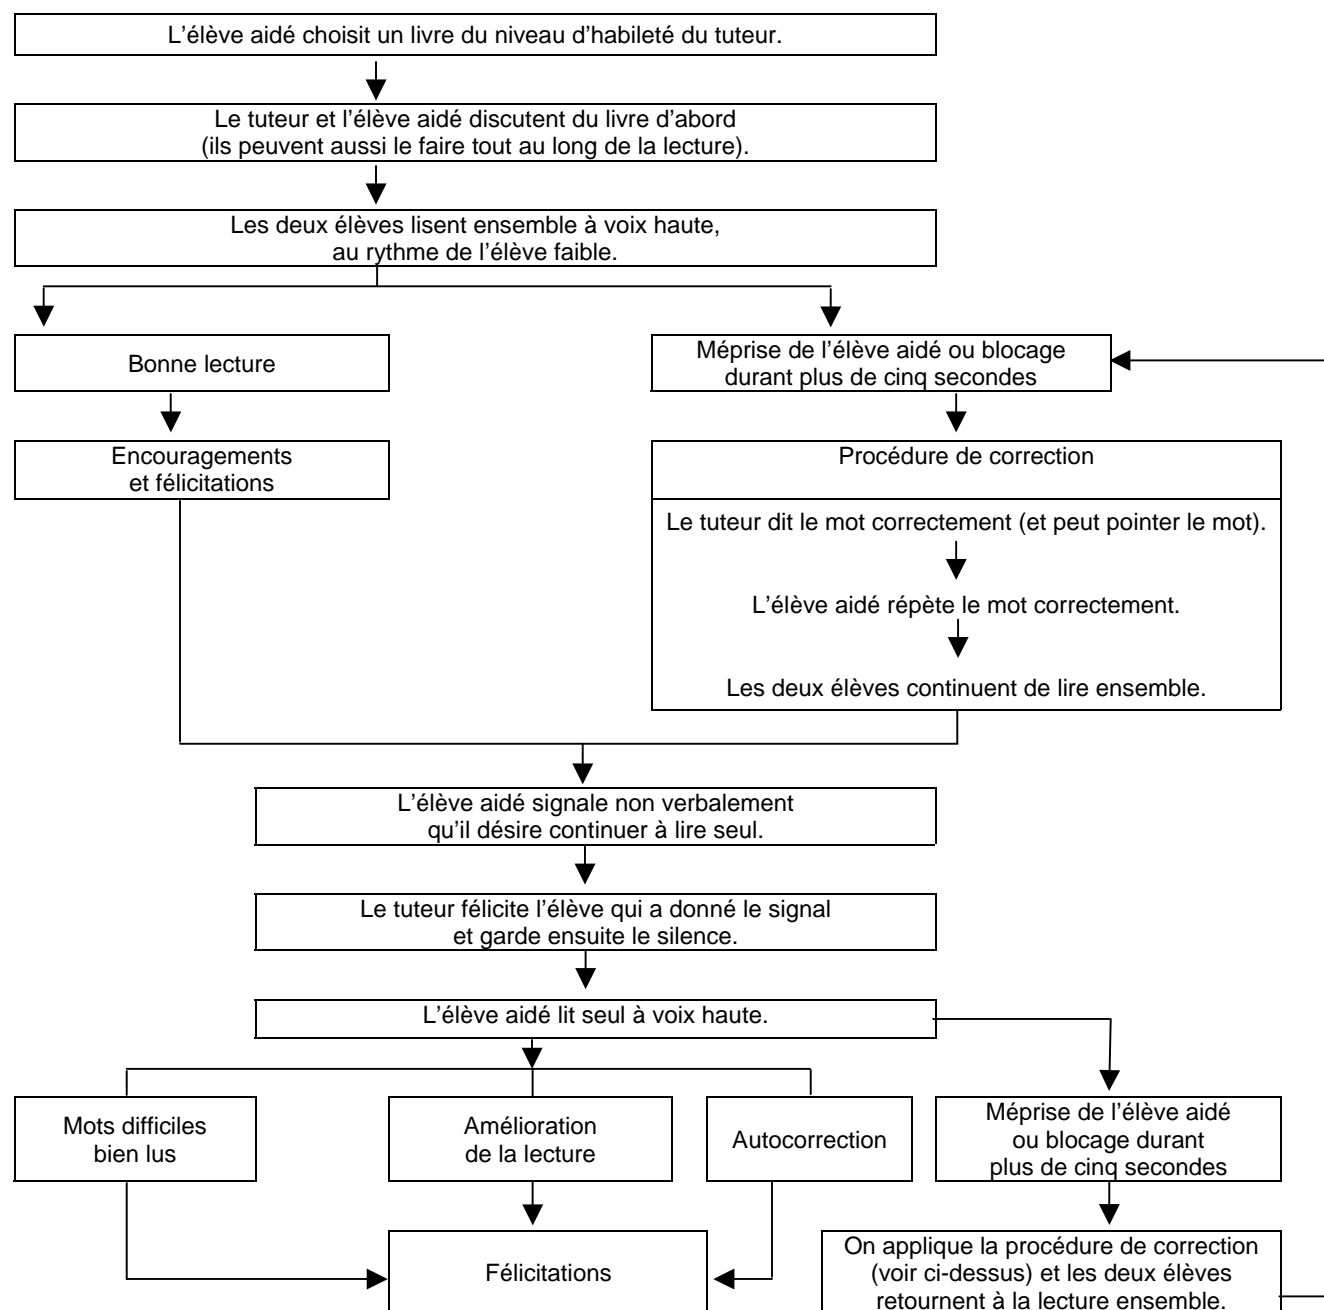 L'élève aidé choisit un livre du niveau d'habileté du tuteur.
Le tuteur et l'élève aidé discutent du livre d'abord
(ils peuvent aussi le faire tout au long de la lecture).
Les deux élèves lisent ensemble à voix haute,
au rythme de l'élève faible.
Bonne lecture
Méprise de l'élève aidé ou blocage
durant plus de cinq secondes
Encouragements
et félicitations
Procédure de correction
Le tuteur dit le mot correctement (et peut pointer le mot).
L'élève aidé répète le mot correctement.
Les deux élèves continuent de lire ensemble.
L'élève aidé signale non verbalement
qu'il désire continuer à lire seul.
Le tuteur félicite l'élève qui a donné le signal
et garde ensuite le silence.
L'élève aidé lit seul à voix haute.
Mots difficiles
bien lus
Amélioration
de la lecture
Autocorrection
Méprise de l'élève aidé
ou blocage durant
plus de cinq secondes
Félicitations
On applique la procédure de correction
(voir ci-dessus) et les deux élèves
retournent à la lecture ensemble.